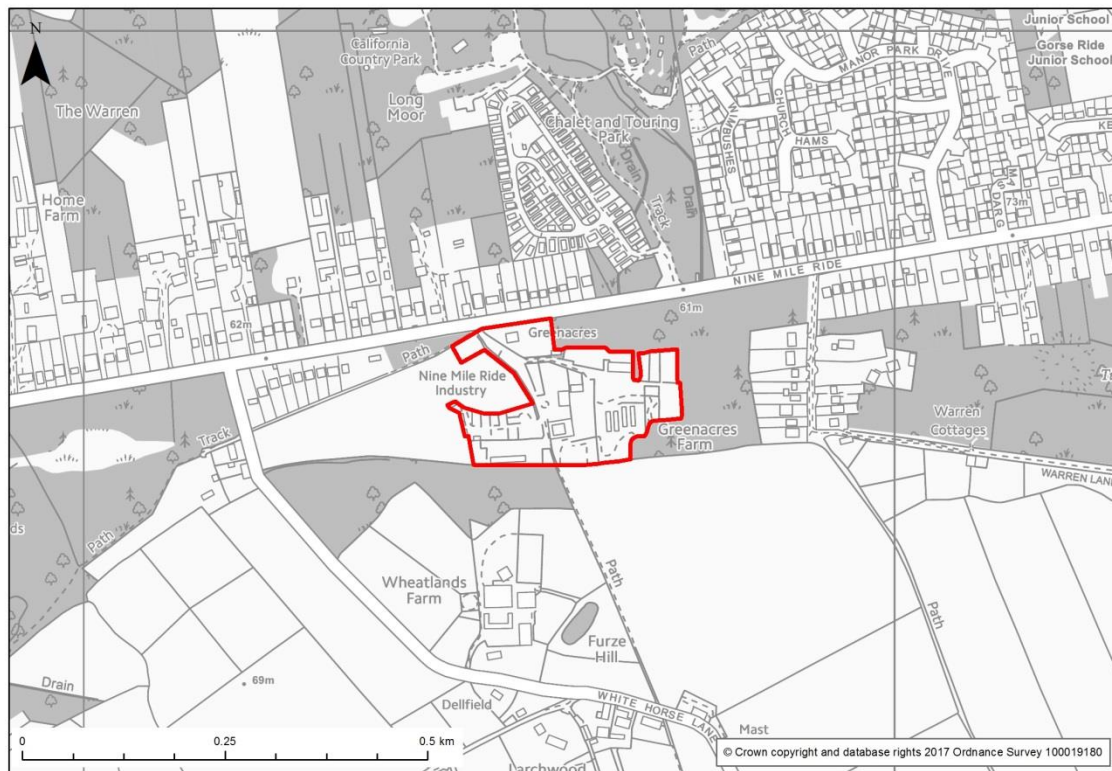 N
California
Country Park
The Warren
Long
Moor
Chalet and Touring
Park
Drain
Drain
Track
Path
NIMBUSHES
CHURCH
HAMS
MANOR PARK DRIVE
Junior School
Gorse Ride
Junior School
73m
Home
Farm
NINE MILE RIDE
62m
61m
Path
Greenacres
Nine Mile Ride
Industry
Greenacres
Farm
Warren
Cottages
WARREN LANE
Track
Path
Path
Path
Wheatlands
Farm
Furze
Hill
Drain
69m
Dellfield
WHITE HORSE LANE
Mast
Larchwood
0 0.25 0.5 km
© Crown copyright and database rights 2017 Ordnance Survey 100019180